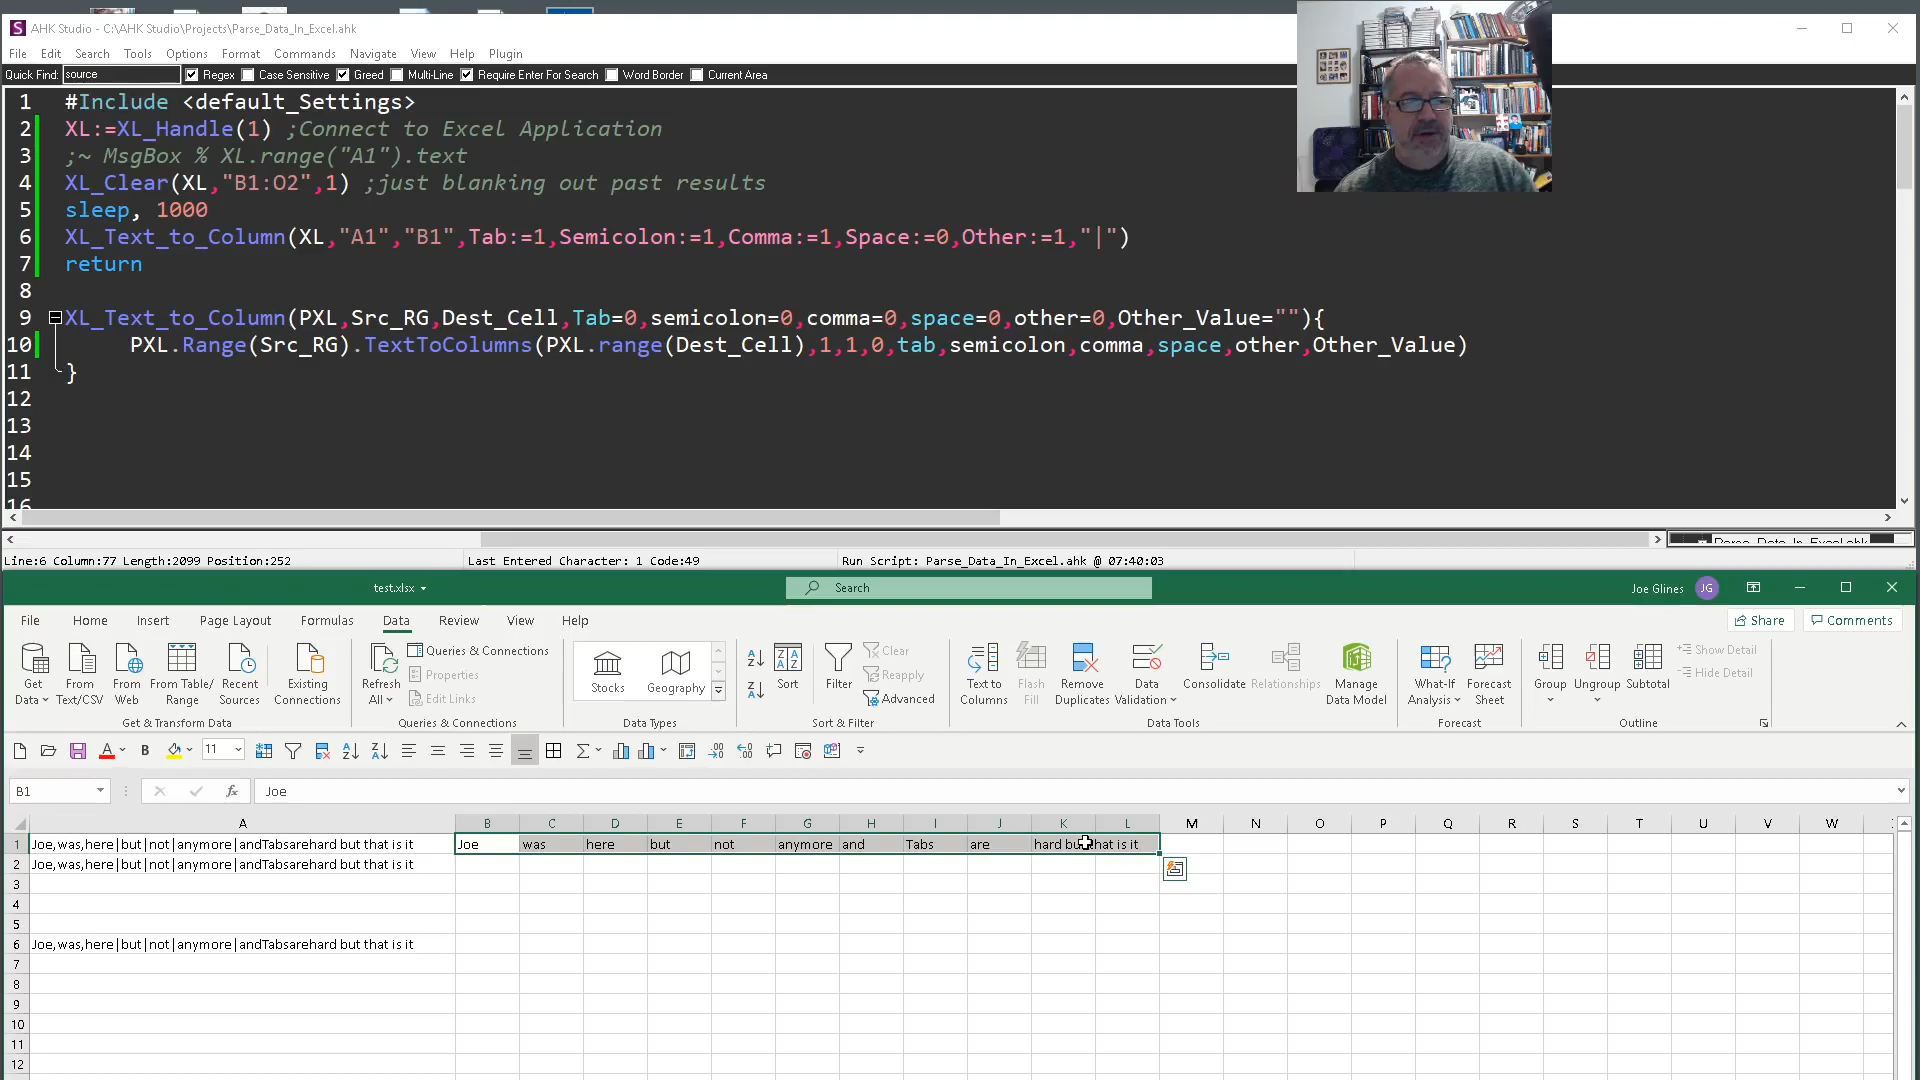 AHK Studio - C:\AHK Studio\Projects\Parse_Data_In_Excel.ahk
File Edit Search Tools Options Format Commands Navigate View Help Plugin
Quick Find: source Regex Case Sensitive Greed Multi-Line Require Enter For Search Word Border Current Area
1 #Include <default_Settings>
2 XL:=XL_Handle(1) ;Connect to Excel Application
3 ;~ MsgBox % XL.range("A1").text
4 XL_Clear(XL,"B1:O2",1) ;just blanking out past results
5 sleep, 1000
6 XL_Text_to_Column(XL,"A1","B1",Tab:=1,Semicolon:=1,Comma:=1,Space:=0,Other:=1,"|")
7 return
8
9 XL_Text_to_Column(PXL,Src_RG,Dest_Cell,Tab=0,semicolon=0,comma=0,space=0,other=0,Other_Value=""){
10 PXL.Range(Src_RG).TextToColumns(PXL.range(Dest_Cell),1,1,0,tab,semicolon,comma,space,other,Other_Value)
11 }
12
13
14
15
16
Parse_Data_In_Excel.ahk
Line:6 Column:77 Length:2099 Position:252 Last Entered Character: 1 Code:49 Run Script: Parse_Data_In_Excel.ahk @ 07:40:03
test.xlsx Search Joe Glines JG
File Home Insert Page Layout Formulas Data Review View Help Share Comments
Get Data From Text/CSV From Web From Table/ Range Recent Sources Existing Connections
Get & Transform Data
Refresh All Queries & Connections Properties Edit Links
Queries & Connections
Stocks Geography
Data Types
Sort Filter Clear Reapply Advanced
Sort & Filter
Text to Columns Flash Fill Remove Duplicates Data Validation Consolidate Relationships Manage Data Model
Data Tools
What-If Analysis Forecast Sheet
Forecast
Group Ungroup Subtotal Show Detail Hide Detail
Outline
A B 11
B1 fx Joe
A B C D E F G H I J K L M N O P Q R S T U V W
1 Joe,was,here|but|not|anymore|andTabsarehard but that is it Joe was here but not anymore and Tabs are hard but that is it
2 Joe,was,here|but|not|anymore|andTabsarehard but that is it
3
4
5
6 Joe,was,here|but|not|anymore|andTabsarehard but that is it
7
8
9
10
11
12